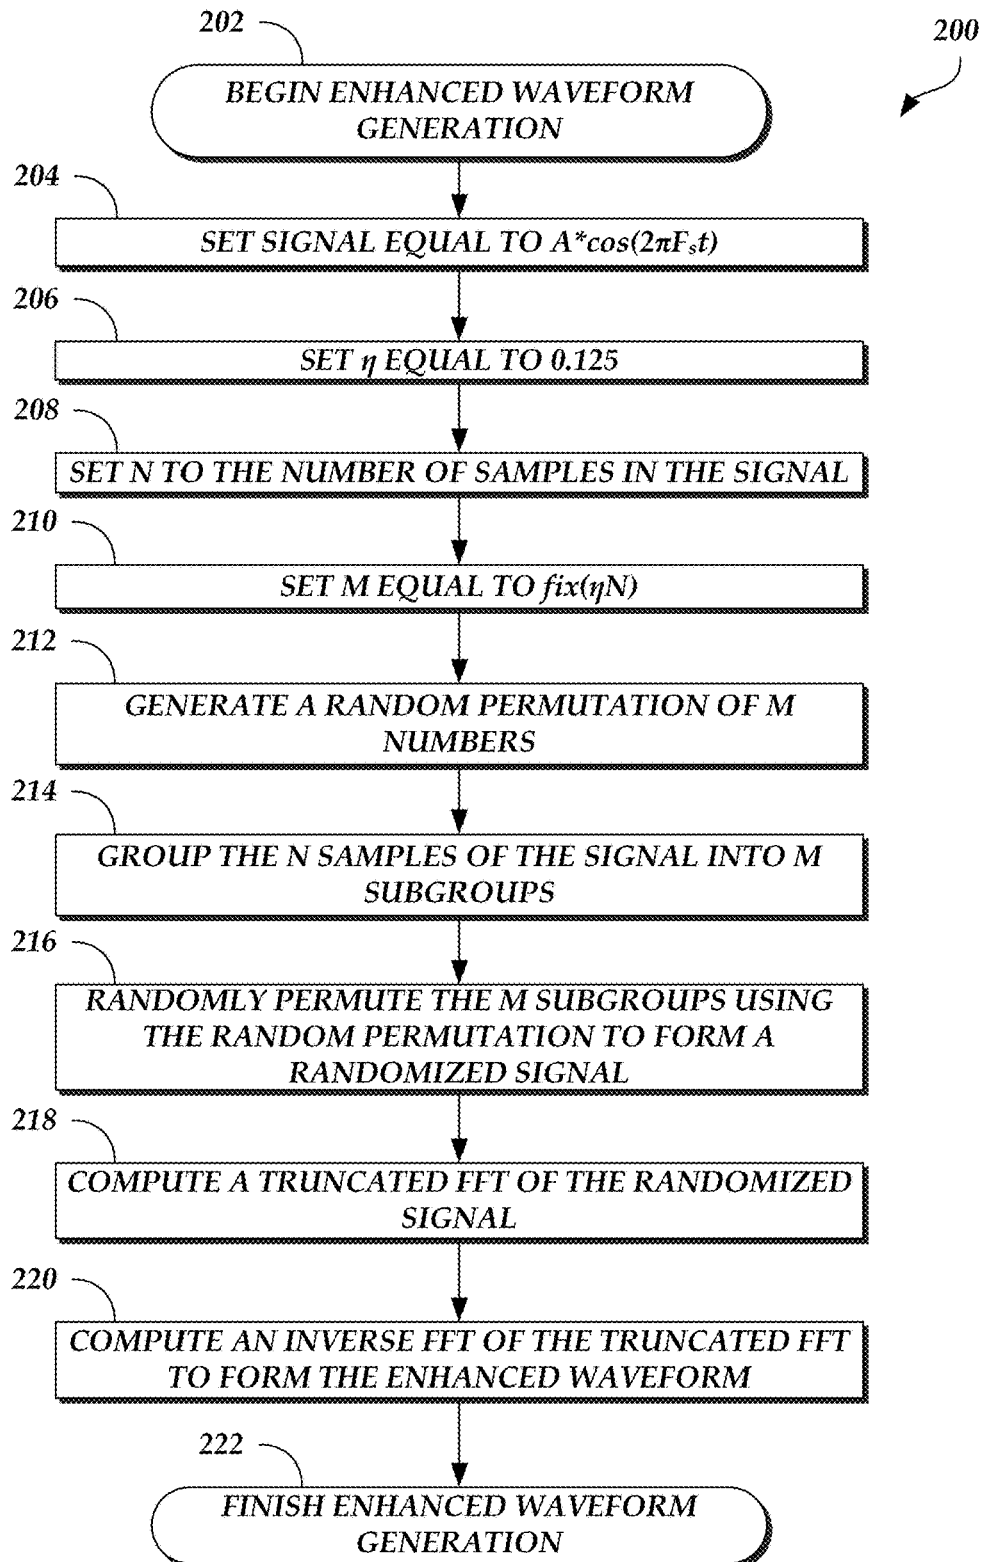 202
200
BEGIN ENHANCED WAVEFORM
GENERATION
204
SET SIGNAL EQUAL TO A*cos(2πFₛt)
206
SET η EQUAL TO 0.125
208
SET N TO THE NUMBER OF SAMPLES IN THE SIGNAL
210
SET M EQUAL TO fix(ηN)
212
GENERATE A RANDOM PERMUTATION OF M
NUMBERS
214
GROUP THE N SAMPLES OF THE SIGNAL INTO M
SUBGROUPS
216
RANDOMLY PERMUTE THE M SUBGROUPS USING
THE RANDOM PERMUTATION TO FORM A
RANDOMIZED SIGNAL
218
COMPUTE A TRUNCATED FFT OF THE RANDOMIZED
SIGNAL
220
COMPUTE AN INVERSE FFT OF THE TRUNCATED FFT
TO FORM THE ENHANCED WAVEFORM
222
FINISH ENHANCED WAVEFORM
GENERATION